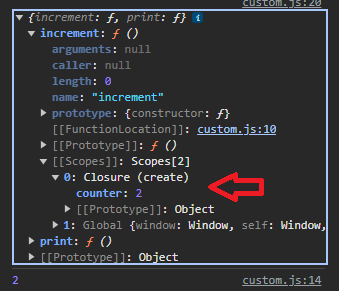 custom.js:20
▼ {increment: ƒ, print: ƒ} i
▼ increment: ƒ ()
arguments: null
caller: null
length: 0
name: "increment"
▶ prototype: {constructor: ƒ}
[[FunctionLocation]]: custom.js:10
▶ [[Prototype]]: ƒ ()
▼ [[Scopes]]: Scopes[2]
▼ 0: Closure (create)
counter: 2
▶ [[Prototype]]: Object
▶ 1: Global {window: Window, self: Window,
▶ print: ƒ ()
▶ [[Prototype]]: Object
2 custom.js:14